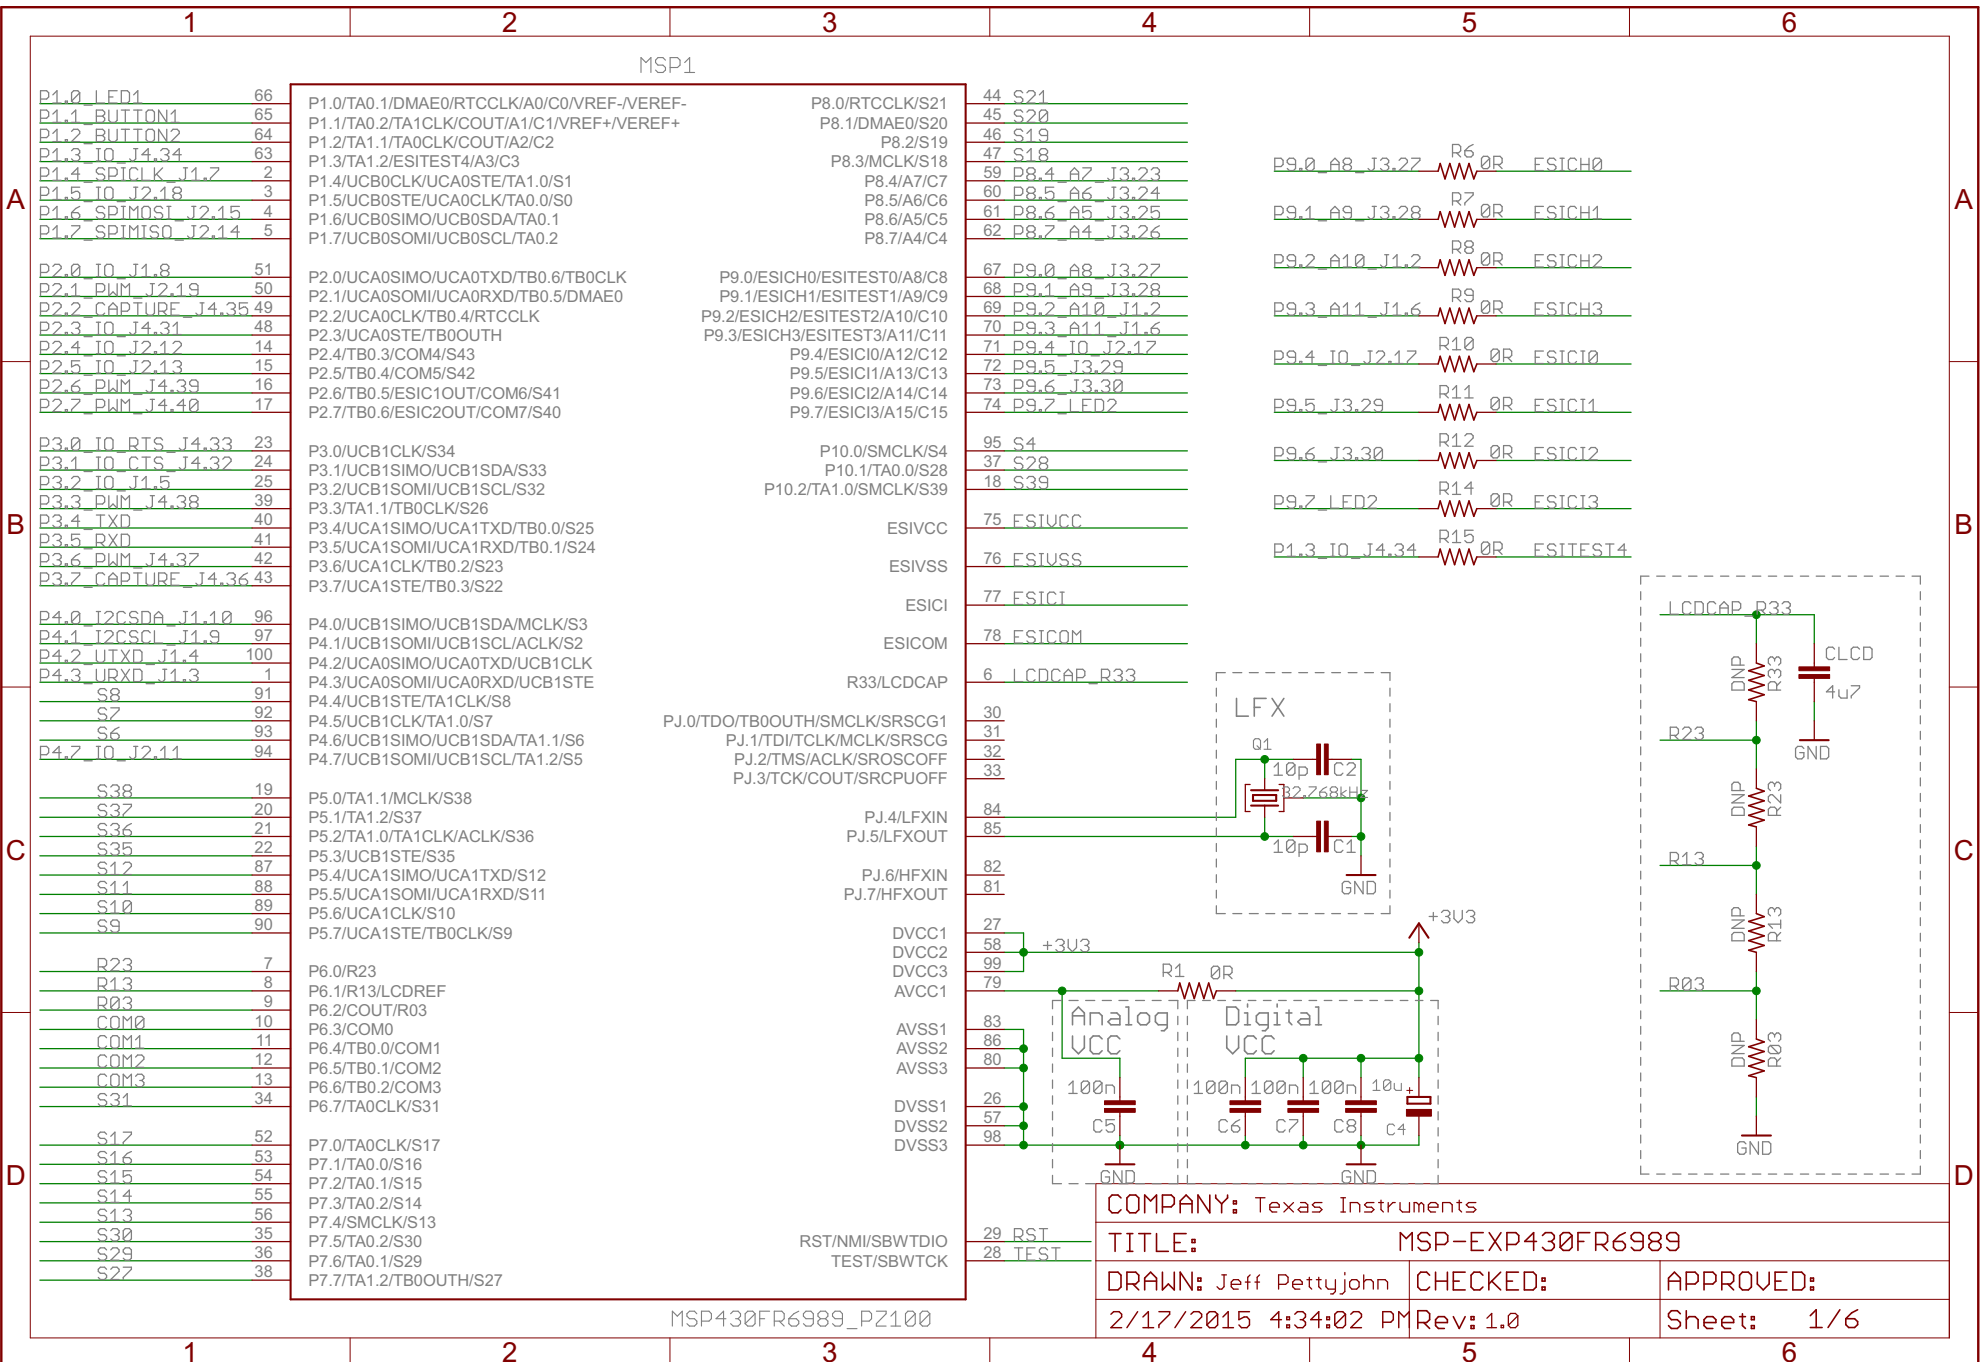 1 2 3 4 5 6
MSP1
P1.0_LED1 66 P1.0/TA0.1/DMAE0/RTCCLK/A0/C0/VREF-/VEREF-
P1.1_BUTTON1 65 P1.1/TA0.2/TA1CLK/COUT/A1/C1/VREF+/VEREF+
P1.2_BUTTON2 64 P1.2/TA1.1/TA0CLK/COUT/A2/C2
P1.3_IO_J4.34 63 P1.3/TA1.2/ESITEST4/A3/C3
P1.4_SPICLK_J1.7 2 P1.4/UCB0CLK/UCA0STE/TA1.0/S1
P1.5_IO_J2.18 3 P1.5/UCB0STE/UCA0CLK/TA0.0/S0
P1.6_SPIMOSI_J2.15 4 P1.6/UCB0SIMO/UCB0SDA/TA0.1
P1.7_SPIMISO_J2.14 5 P1.7/UCB0SOMI/UCB0SCL/TA0.2
P2.0_IO_J1.8 51 P2.0/UCA0SIMO/UCA0TXD/TB0.6/TB0CLK
P2.1_PWM_J2.19 50 P2.1/UCA0SOMI/UCA0RXD/TB0.5/DMAE0
P2.2_CAPTURE_J4.35 49 P2.2/UCA0CLK/TB0.4/RTCCLK
P2.3_IO_J4.31 48 P2.3/UCA0STE/TB0OUTH
P2.4_IO_J2.12 14 P2.4/TB0.3/COM4/S43
P2.5_IO_J2.13 15 P2.5/TB0.4/COM5/S42
P2.6_PWM_J4.39 16 P2.6/TB0.5/ESIC1OUT/COM6/S41
P2.7_PWM_J4.40 17 P2.7/TB0.6/ESIC2OUT/COM7/S40
P3.0_IO_RTS_J4.33 23 P3.0/UCB1CLK/S34
P3.1_IO_CTS_J4.32 24 P3.1/UCB1SIMO/UCB1SDA/S33
P3.2_IO_J1.5 25 P3.2/UCB1SOMI/UCB1SCL/S32
P3.3_PWM_J4.38 39 P3.3/TA1.1/TB0CLK/S26
P3.4_TXD 40 P3.4/UCA1SIMO/UCA1TXD/TB0.0/S25
P3.5_RXD 41 P3.5/UCA1SOMI/UCA1RXD/TB0.1/S24
P3.6_PWM_J4.37 42 P3.6/UCA1CLK/TB0.2/S23
P3.7_CAPTURE_J4.36 43 P3.7/UCA1STE/TB0.3/S22
P4.0_I2CSDA_J1.10 96 P4.0/UCB1SIMO/UCB1SDA/MCLK/S3
P4.1_I2CSCL_J1.9 97 P4.1/UCB1SOMI/UCB1SCL/ACLK/S2
P4.2_UTXD_J1.4 100 P4.2/UCA0SIMO/UCA0TXD/UCB1CLK
P4.3_URXD_J1.3 1 P4.3/UCA0SOMI/UCA0RXD/UCB1STE
S8 91 P4.4/UCB1STE/TA1CLK/S8
S7 92 P4.5/UCB1CLK/TA1.0/S7
S6 93 P4.6/UCB1SIMO/UCB1SDA/TA1.1/S6
P4.7_IO_J2.11 94 P4.7/UCB1SOMI/UCB1SCL/TA1.2/S5
S38 19 P5.0/TA1.1/MCLK/S38
S37 20 P5.1/TA1.2/S37
S36 21 P5.2/TA1.0/TA1CLK/ACLK/S36
S35 22 P5.3/UCB1STE/S35
S12 87 P5.4/UCA1SIMO/UCA1TXD/S12
S11 88 P5.5/UCA1SOMI/UCA1RXD/S11
S10 89 P5.6/UCA1CLK/S10
S9 90 P5.7/UCA1STE/TB0CLK/S9
R23 7 P6.0/R23
R13 8 P6.1/R13/LCDREF
R03 9 P6.2/COUT/R03
COM0 10 P6.3/COM0
COM1 11 P6.4/TB0.0/COM1
COM2 12 P6.5/TB0.1/COM2
COM3 13 P6.6/TB0.2/COM3
S31 34 P6.7/TA0CLK/S31
S17 52 P7.0/TA0CLK/S17
S16 53 P7.1/TA0.0/S16
S15 54 P7.2/TA0.1/S15
S14 55 P7.3/TA0.2/S14
S13 56 P7.4/SMCLK/S13
S30 35 P7.5/TA0.2/S30
S29 36 P7.6/TA0.1/S29
S27 38 P7.7/TA1.2/TB0OUTH/S27
P8.0/RTCCLK/S21 44 S21
P8.1/DMAE0/S20 45 S20
P8.2/S19 46 S19
P8.3/MCLK/S18 47 S18
P8.4/A7/C7 59 P8.4_A7_J3.23
P8.5/A6/C6 60 P8.5_A6_J3.24
P8.6/A5/C5 61 P8.6_A5_J3.25
P8.7/A4/C4 62 P8.7_A4_J3.26
P9.0/ESICH0/ESITEST0/A8/C8 67 P9.0_A8_J3.27
P9.1/ESICH1/ESITEST1/A9/C9 68 P9.1_A9_J3.28
P9.2/ESICH2/ESITEST2/A10/C10 69 P9.2_A10_J1.2
P9.3/ESICH3/ESITEST3/A11/C11 70 P9.3_A11_J1.6
P9.4/ESICI0/A12/C12 71 P9.4_IO_J2.17
P9.5/ESICI1/A13/C13 72 P9.5_J3.29
P9.6/ESICI2/A14/C14 73 P9.6_J3.30
P9.7/ESICI3/A15/C15 74 P9.7_LED2
P10.0/SMCLK/S4 95 S4
P10.1/TA0.0/S28 37 S28
P10.2/TA1.0/SMCLK/S39 18 S39
ESIVCC 75 ESIVCC
ESIVSS 76 ESIVSS
ESICI 77 ESICI
ESICOM 78 ESICOM
R33/LCDCAP 6 LCDCAP_R33
PJ.0/TDO/TB0OUTH/SMCLK/SRSCG1 30
PJ.1/TDI/TCLK/MCLK/SRSCG 31
PJ.2/TMS/ACLK/SROSCOFF 32
PJ.3/TCK/COUT/SRCPUOFF 33
PJ.4/LFXIN 84
PJ.5/LFXOUT 85
PJ.6/HFXIN 82
PJ.7/HFXOUT 81
DVCC1 27
DVCC2 58 +3V3
DVCC3 99
AVCC1 79
AVSS1 83
AVSS2 86
AVSS3 80
DVSS1 26
DVSS2 57
DVSS3 98
RST/NMI/SBWTDIO 29 RST
TEST/SBWTCK 28 TEST
MSP430FR6989_PZ100
P9.0_A8_J3.27 R6 0R ESICH0
P9.1_A9_J3.28 R7 0R ESICH1
P9.2_A10_J1.2 R8 0R ESICH2
P9.3_A11_J1.6 R9 0R ESICH3
P9.4_IO_J2.17 R10 0R ESICI0
P9.5_J3.29 R11 0R ESICI1
P9.6_J3.30 R12 0R ESICI2
P9.7_LED2 R14 0R ESICI3
P1.3_IO_J4.34 R15 0R ESITEST4
LFX
Q1
10p C2
32.768kHz
10p C1
GND
+3V3
R1 0R
Analog VCC
Digital VCC
100n 100n 100n 100n 10u +
C5 C6 C7 C8 C4
GND GND
LCDCAP_R33
DNP R33 CLCD 4u7
GND
R23
DNP R23
R13
DNP R13
R03
DNP R03
GND
A A
B B
C C
D D
COMPANY: Texas Instruments
TITLE: MSP-EXP430FR6989
DRAWN: Jeff Pettyjohn CHECKED: APPROVED:
2/17/2015 4:34:02 PM Rev: 1.0 Sheet: 1/6
1 2 3 4 5 6